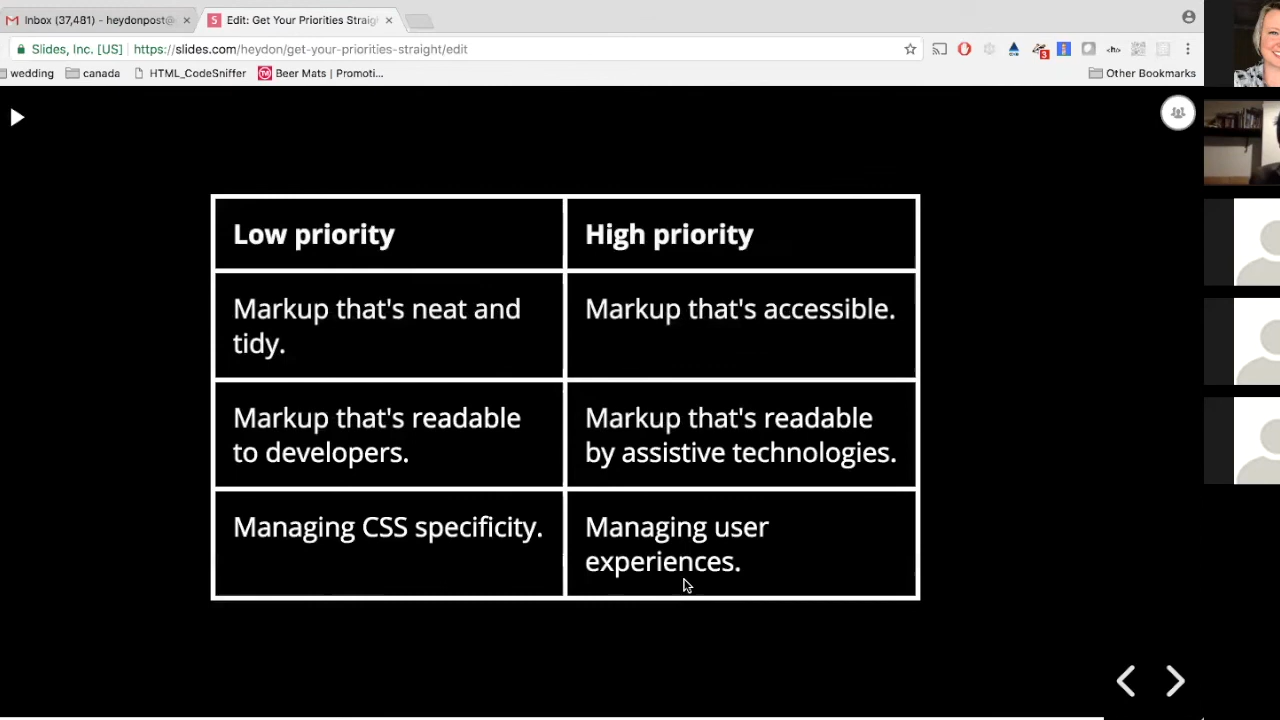 Inbox (37,481) - heydonpost@
Edit: Get Your Priorities Straig
Slides, Inc. [US]
https://slides.com/heydon/get-your-priorities-straight/edit
wedding
canada
HTML_CodeSniffer
Beer Mats | Promoti...
Other Bookmarks
Low priority
High priority
Markup that's neat and
tidy.
Markup that's accessible.
Markup that's readable
to developers.
Markup that's readable
by assistive technologies.
Managing CSS specificity.
Managing user
experiences.